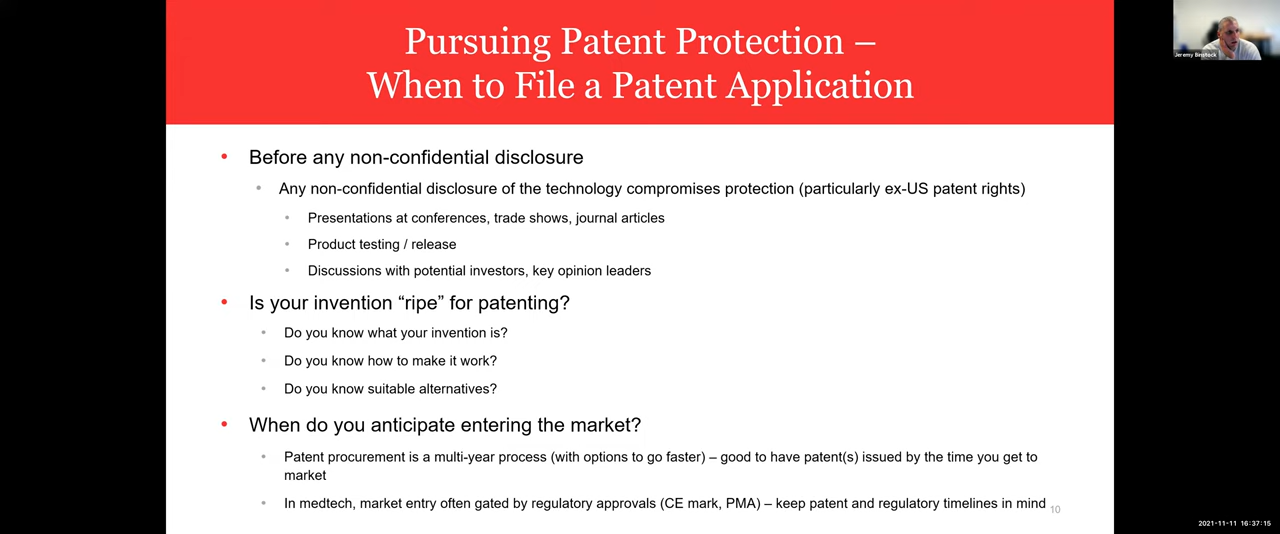 Pursuing Patent Protection –
When to File a Patent Application
Jeremy Binstock
• Before any non-confidential disclosure
• Any non-confidential disclosure of the technology compromises protection (particularly ex-US patent rights)
• Presentations at conferences, trade shows, journal articles
• Product testing / release
• Discussions with potential investors, key opinion leaders
• Is your invention “ripe” for patenting?
• Do you know what your invention is?
• Do you know how to make it work?
• Do you know suitable alternatives?
• When do you anticipate entering the market?
• Patent procurement is a multi-year process (with options to go faster) – good to have patent(s) issued by the time you get to
market
• In medtech, market entry often gated by regulatory approvals (CE mark, PMA) – keep patent and regulatory timelines in mind
10
2021-11-11 16:37:15